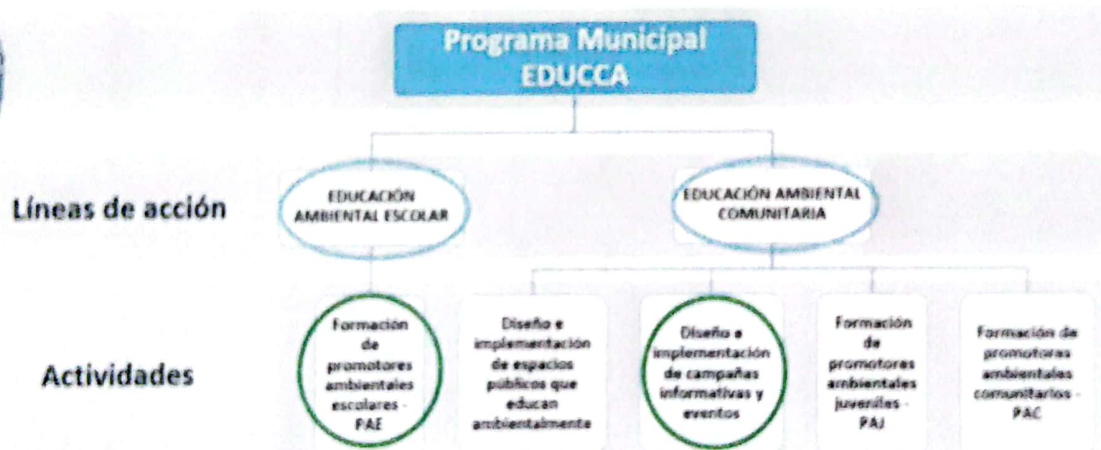 Programa Municipal
EDUCCA
Líneas de acción
EDUCACIÓN
AMBIENTAL ESCOLAR
EDUCACIÓN AMBIENTAL
COMUNITARIA
Actividades
Formación
de
promotores
ambientales
escolares -
PAE
Diseño e
implementación
de espacios
públicos que
educan
ambientalmente
Diseño e
implementación
de campañas
informativas y
eventos
Formación
de
promotoras
ambientales
juveniles -
PAJ
Formación de
promotoras
ambientales
comunitarios -
PAC